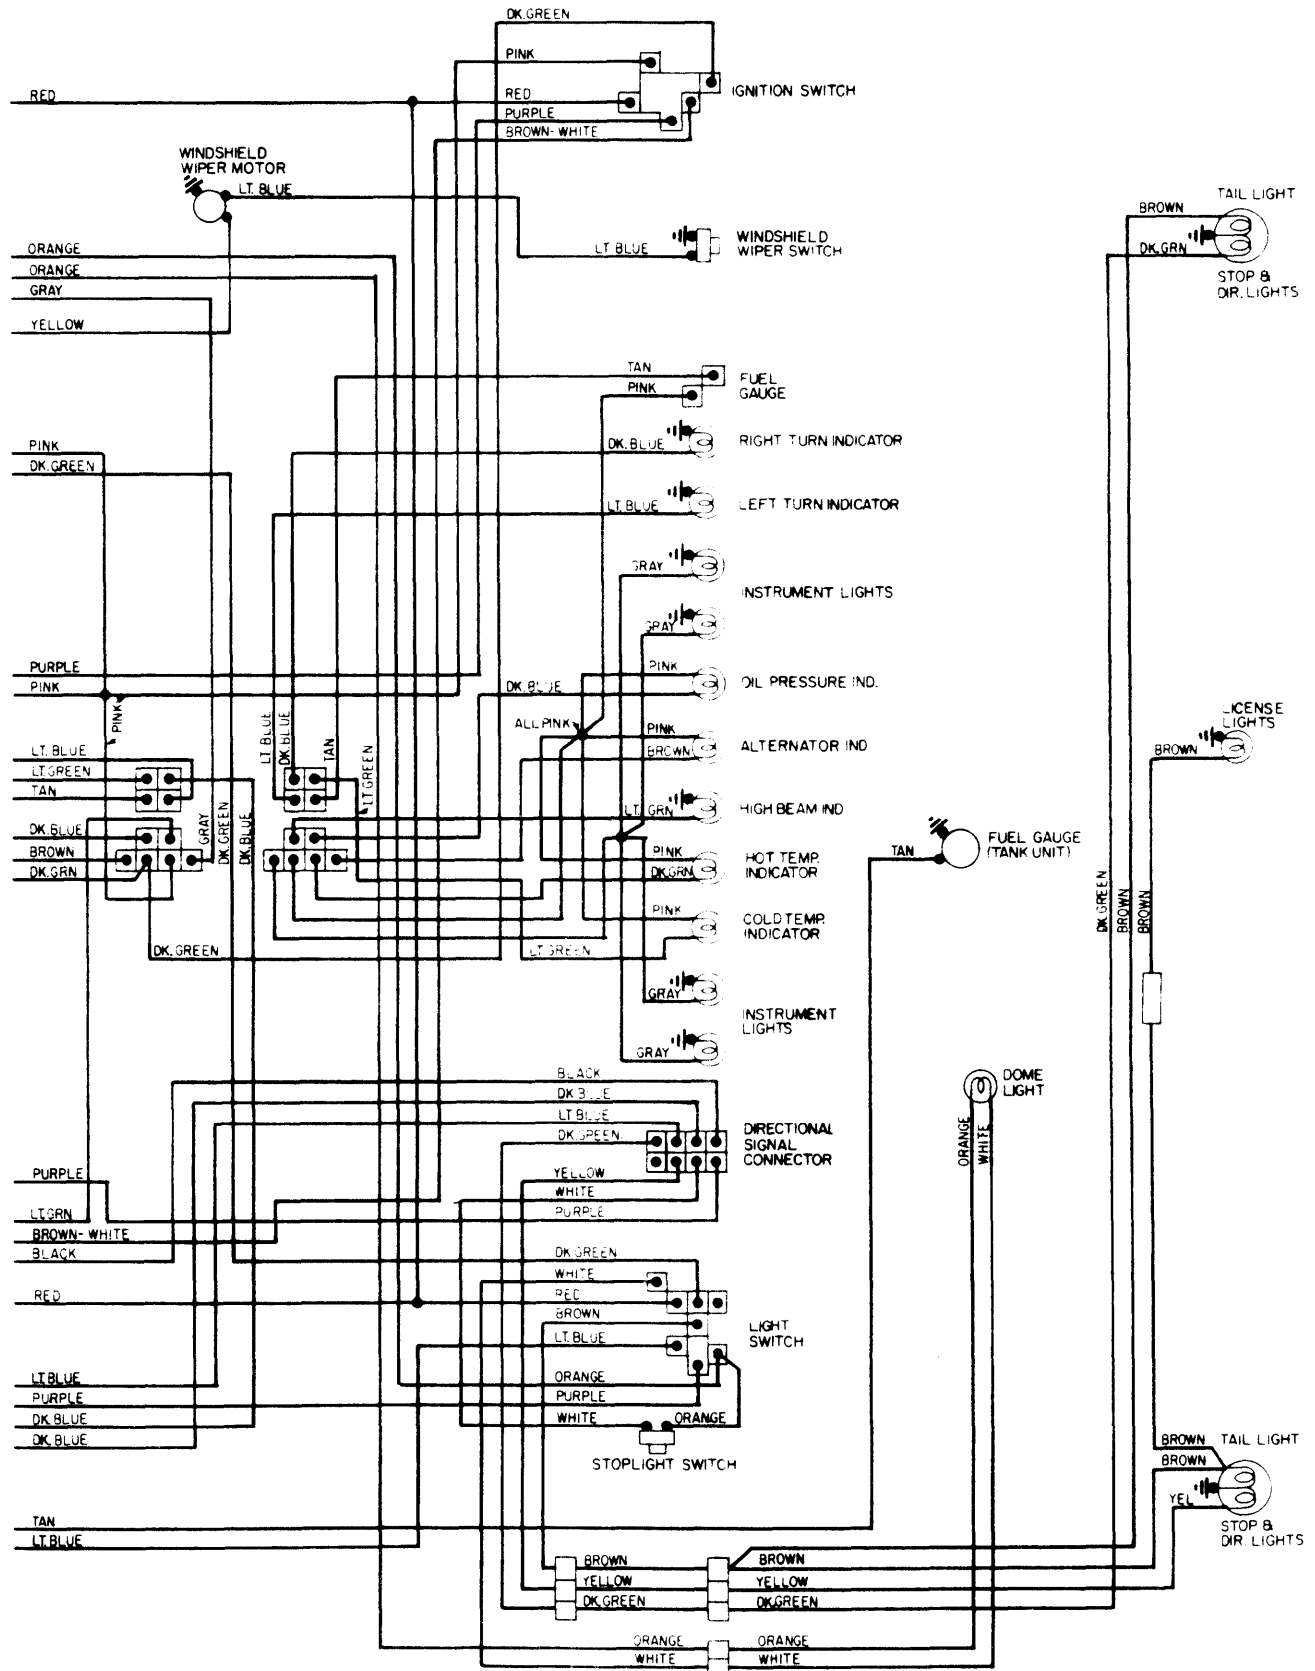 DK.GREEN
PINK
RED
RED
IGNITION SWITCH
PURPLE
BROWN-WHITE
WINDSHIELD
WIPER MOTOR
LT. BLUE
TAIL LIGHT
BROWN
WINDSHIELD
WIPER SWITCH
LT. BLUE
DK.GRN
STOP &
DIR. LIGHTS
ORANGE
ORANGE
GRAY
YELLOW
TAN
FUEL
GAUGE
PINK
PINK
DK.GREEN
DK.BLUE
RIGHT TURN INDICATOR
LT. BLUE
LEFT TURN INDICATOR
GRAY
INSTRUMENT LIGHTS
GRAY
PURPLE
PINK
PINK
DK. BLUE
PINK
OIL PRESSURE IND.
ALL PINK
PINK
BROWN
ALTERNATOR IND
LICENSE
LIGHTS
BROWN
LT. BLUE
LT.GREEN
TAN
LT. BLUE
DK.BLUE
TAN
LT GREEN
LT. GRN
HIGH BEAM IND
DK.BLUE
BROWN
DK.GRN
GRAY
DK.GREEN
DK.BLUE
PINK
DK.GRN
HOT TEMP.
INDICATOR
TAN
FUEL GAUGE
(TANK UNIT)
PINK
COLD TEMP.
INDICATOR
DK. GREEN
LT. GREEN
DK.GREEN
BROWN
BROWN
GRAY
INSTRUMENT
LIGHTS
GRAY
BLACK
DK BLUE
LT. BLUE
DK.GREEN
DIRECTIONAL
SIGNAL
CONNECTOR
DOME
LIGHT
ORANGE
WHITE
PURPLE
YELLOW
WHITE
PURPLE
LT.GRN
BROWN-WHITE
BLACK
DK GREEN
WHITE
RED
RED
BROWN
LT. BLUE
LIGHT
SWITCH
LT.BLUE
PURPLE
DK.BLUE
DK.BLUE
ORANGE
PURPLE
WHITE
ORANGE
STOPLIGHT SWITCH
BROWN
TAIL LIGHT
BROWN
YEL
STOP &
DIR. LIGHTS
TAN
LT.BLUE
BROWN
BROWN
YELLOW
YELLOW
DK.GREEN
DK.GREEN
ORANGE
ORANGE
WHITE
WHITE